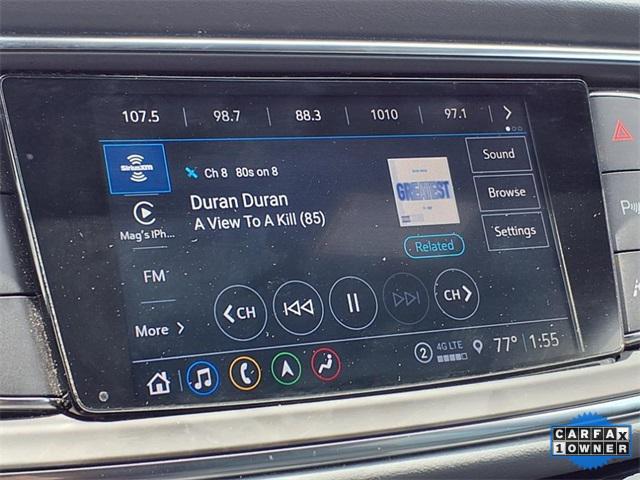 107.5 98.7 88.3 1010 97.1
SiriusXM
Ch 8 80s on 8
Duran Duran
A View To A Kill (85)
GREATEST
Sound
Browse
Settings
Related
Mag's iPh...
FM
More
CH
CH
2 4G LTE 77° 1:55
P
CARFAX
1 OWNER